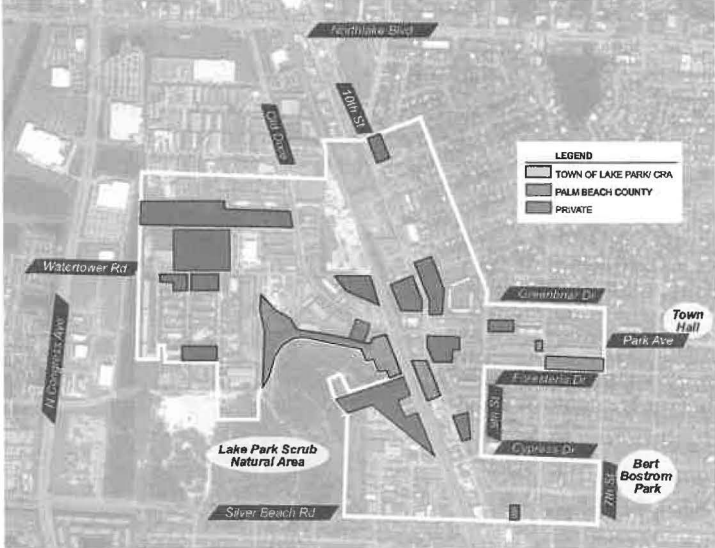 Northlake Blvd
10th St
Old Dixie
LEGEND
TOWN OF LAKE PARK/ CRA
PALM BEACH COUNTY
PRIVATE
Watertower Rd
Greenbriar Dr
Town
Hall
Park Ave
N Congress Ave
Foresteria Dr
9th St
Lake Park Scrub
Natural Area
Cypress Dr
Bert
Bostrom
Park
7th St
Silver Beach Rd